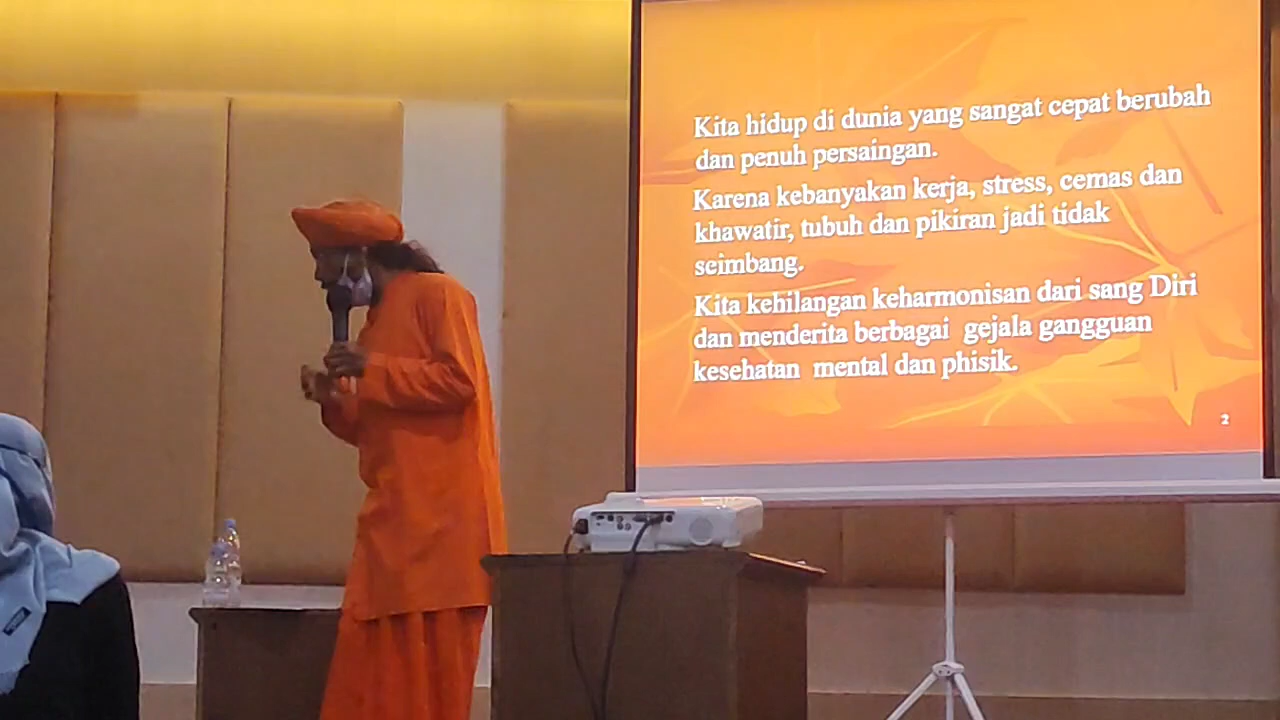 Kita hidup di dunia yang sangat cepat berubah
dan penuh persaingan.
Karena kebanyakan kerja, stress, cemas dan
khawatir, tubuh dan pikiran jadi tidak
seimbang.
Kita kehilangan keharmonisan dari sang Diri
dan menderita berbagai gejala gangguan
kesehatan mental dan phisik.
2